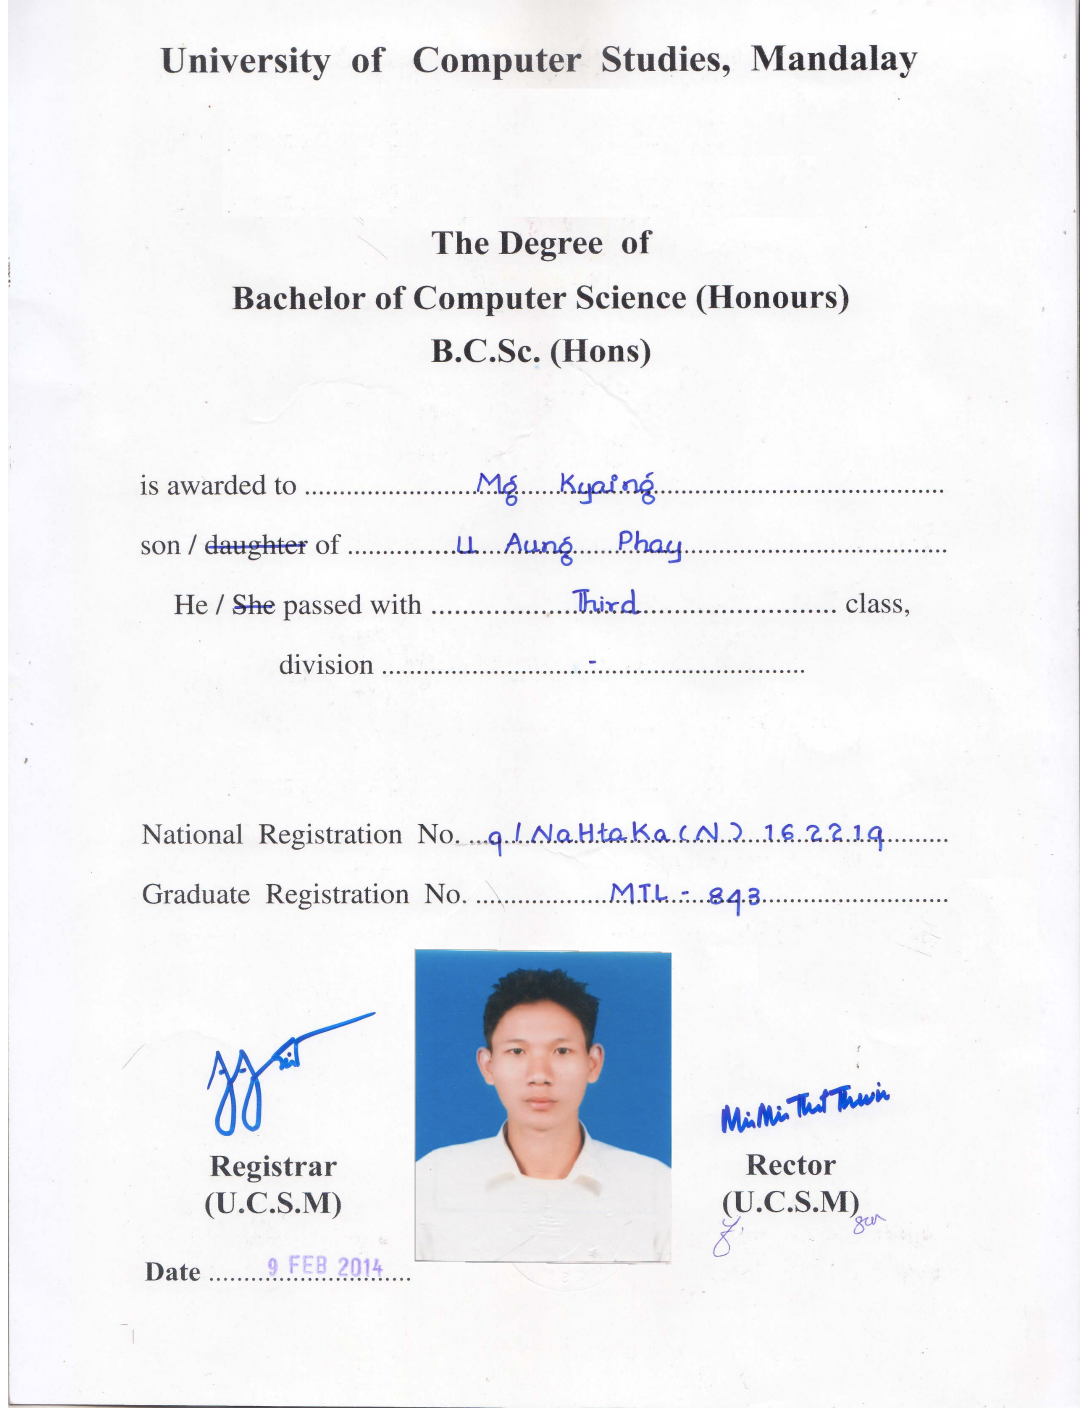 University of Computer Studies, Mandalay
The Degree of
Bachelor of Computer Science (Honours)
B.C.Sc. (Hons)
is awarded to ........................Mg......Kyaing.........................................
son / daughter of ...............U....Aung......Phay.....................................
He / She passed with ....................Third............................ class,
division .............................-..............................
National Registration No. ...9/NaHtaKa(N) 162219.........
Graduate Registration No. ...................MTL - 843..........................
Mi Mi Thet Thwin
Registrar
Rector
(U.C.S.M)
(U.C.S.M)
Date ........9 FEB 2014....